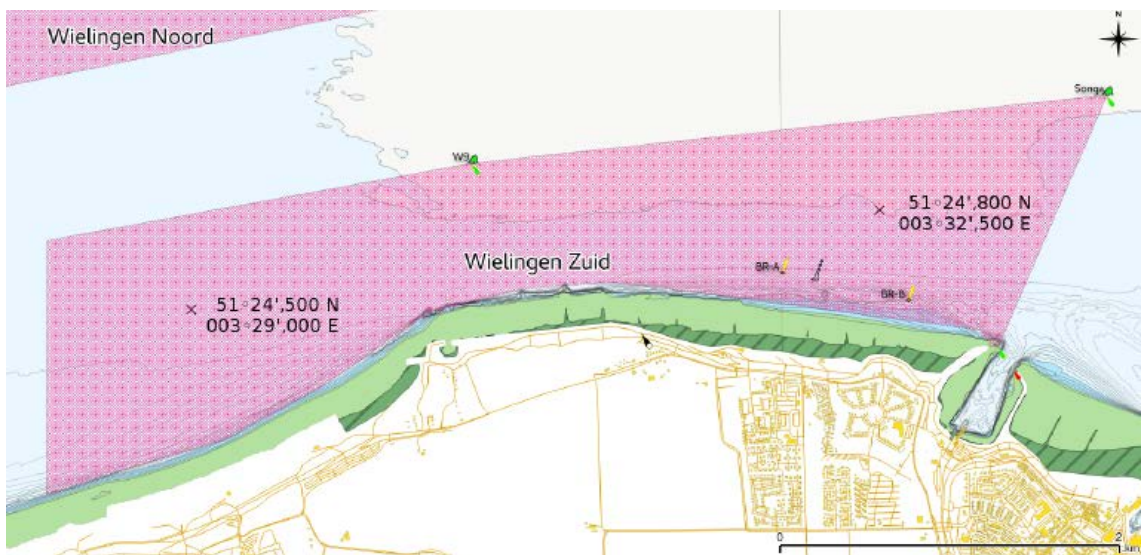 Wielingen Noord
N
Songa
W9
51◦24',800 N
003◦32',500 E
Wielingen Zuid
BR-A
BR-B
51◦24',500 N
003◦29',000 E
0
2